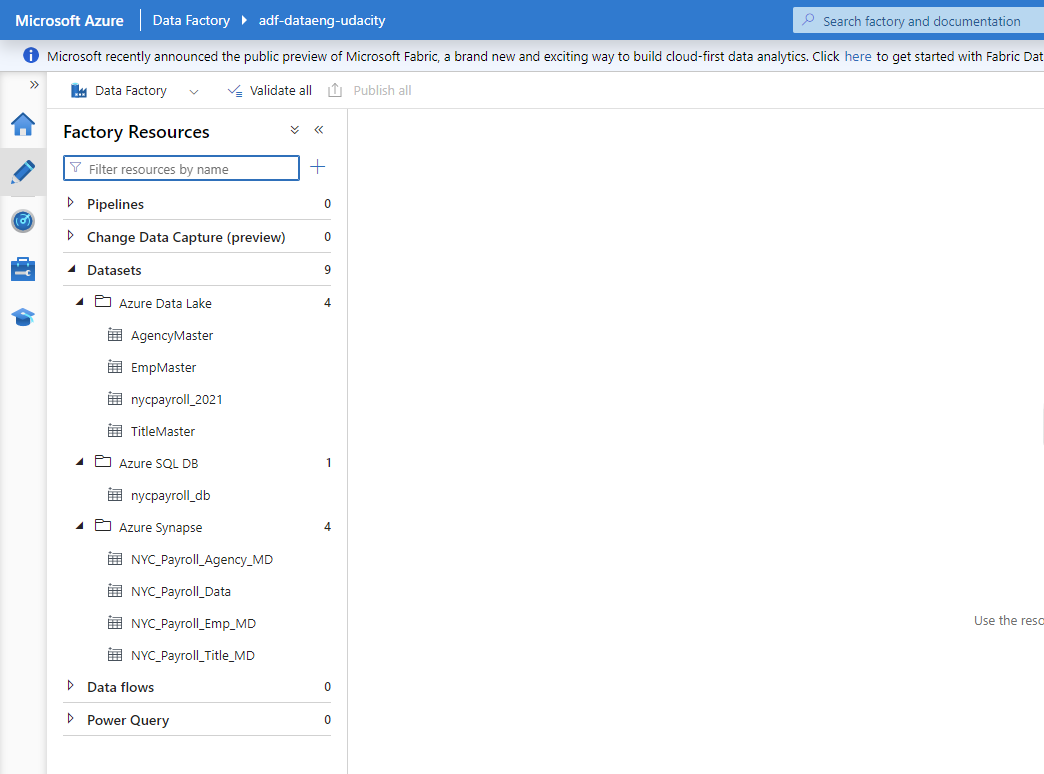 Microsoft Azure Data Factory adf-dataeng-udacity Search factory and documentation
Microsoft recently announced the public preview of Microsoft Fabric, a brand new and exciting way to build cloud-first data analytics. Click here to get started with Fabric Dat
Data Factory Validate all Publish all
Factory Resources
Filter resources by name
Pipelines 0
Change Data Capture (preview) 0
Datasets 9
Azure Data Lake 4
AgencyMaster
EmpMaster
nycpayroll_2021
TitleMaster
Azure SQL DB 1
nycpayroll_db
Azure Synapse 4
NYC_Payroll_Agency_MD
NYC_Payroll_Data
NYC_Payroll_Emp_MD
Use the reso
NYC_Payroll_Title_MD
Data flows 0
Power Query 0